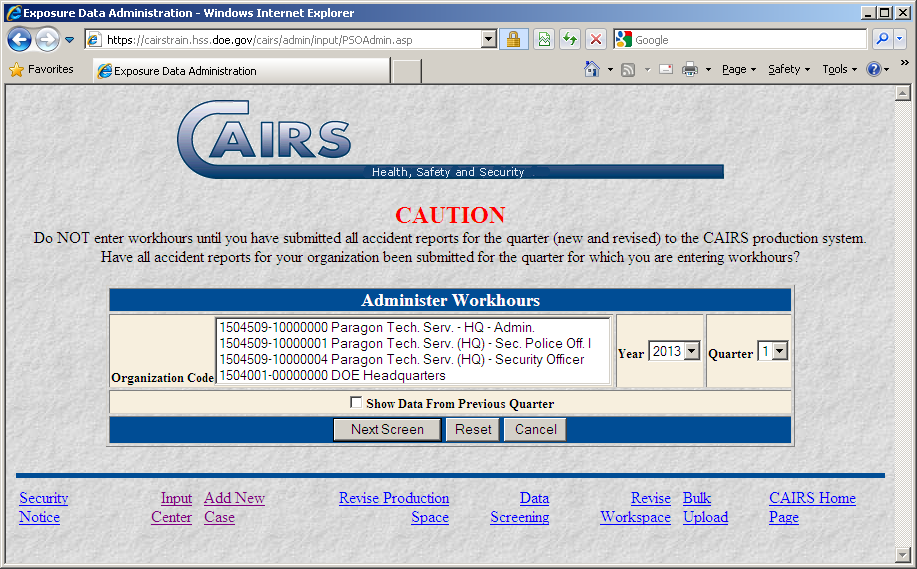 Exposure Data Administration - Windows Internet Explorer
https://cairstrain.hss.doe.gov/cairs/admin/input/PSOAdmin.asp
Google
Favorites
Exposure Data Administration
Page
Safety
Tools
CAIRS
Health, Safety and Security
CAUTION
Do NOT enter workhours until you have submitted all accident reports for the quarter (new and revised) to the CAIRS production system.
Have all accident reports for your organization been submitted for the quarter for which you are entering workhours?
Administer Workhours
Organization Code
1504509-10000000 Paragon Tech. Serv. - HQ - Admin.
1504509-10000001 Paragon Tech. Serv. (HQ) - Sec. Police Off. I
1504509-10000004 Paragon Tech. Serv. (HQ) - Security Officer
1504001-00000000 DOE Headquarters
Year 2013
Quarter 1
Show Data From Previous Quarter
Next Screen Reset Cancel
Security Notice
Input Center
Add New Case
Revise Production Space
Data Screening
Revise Workspace
Bulk Upload
CAIRS Home Page